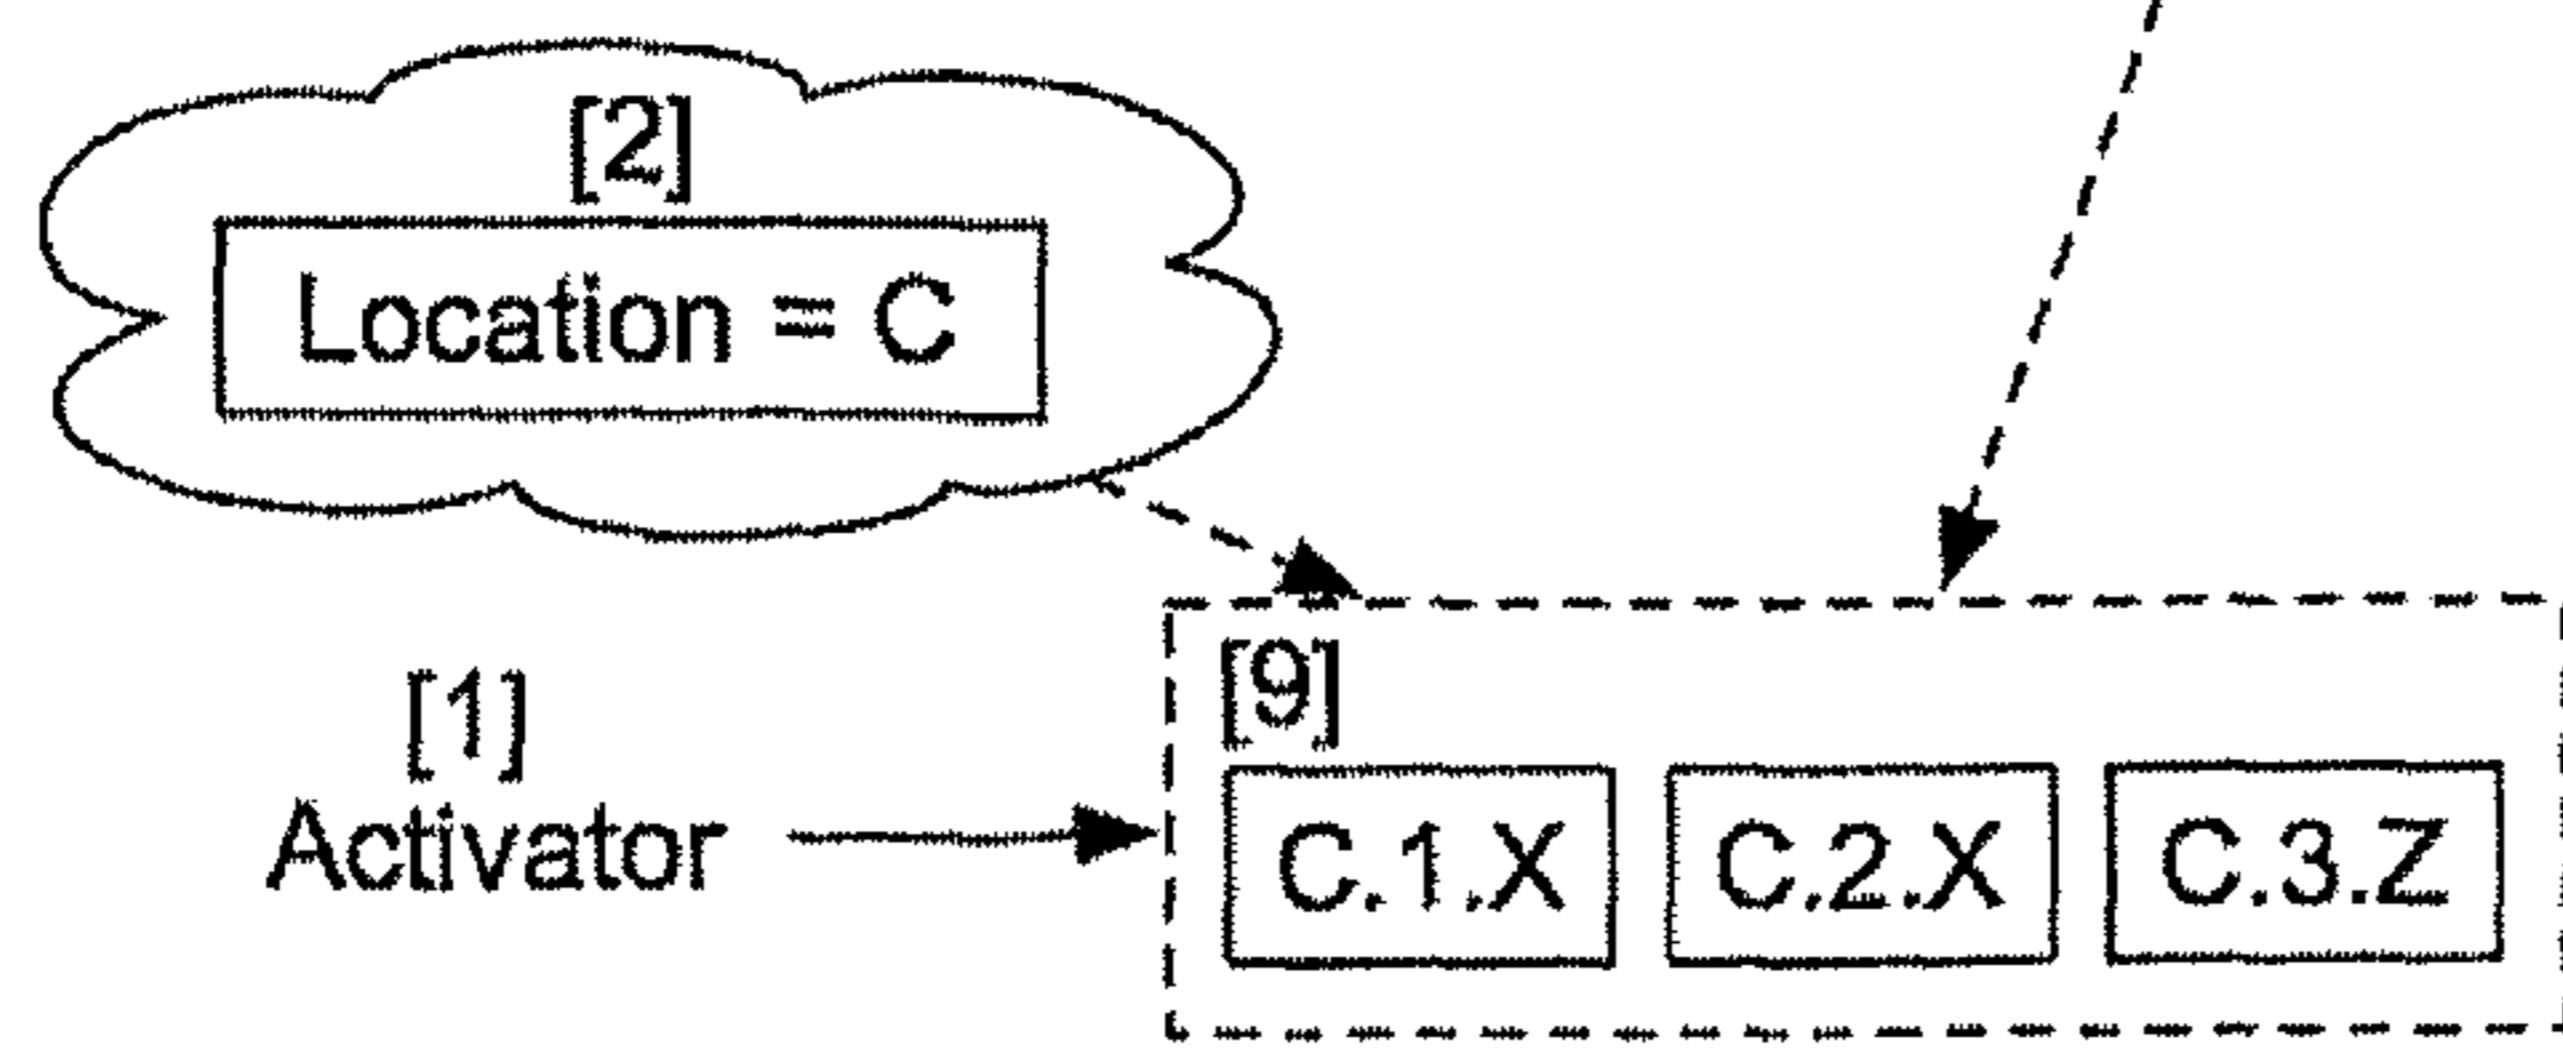 [2]
Location = C
[1]
Activator
[9]
C.1.X
C.2.X
C.3.Z